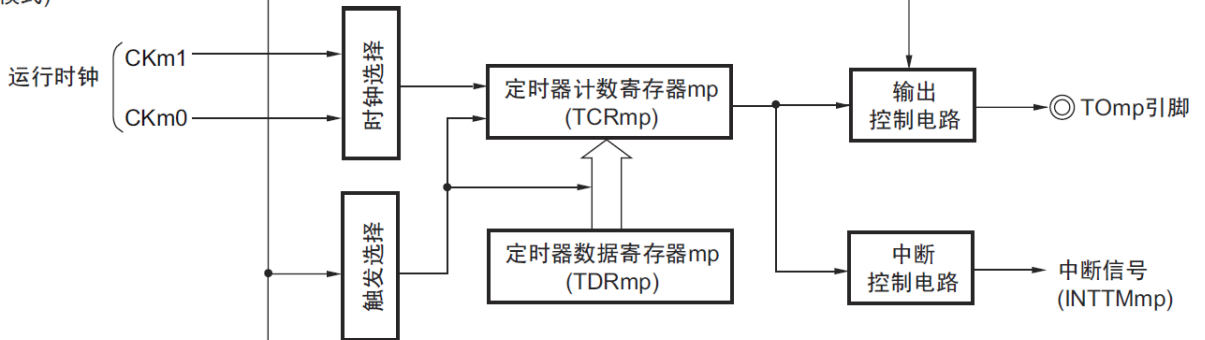 模式)
运行时钟
CKm1
CKm0
时钟选择
定时器计数寄存器mp
(TCRmp)
输出
控制电路
TOmp引脚
触发选择
定时器数据寄存器mp
(TDRmp)
中断
控制电路
中断信号
(INTTMmp)